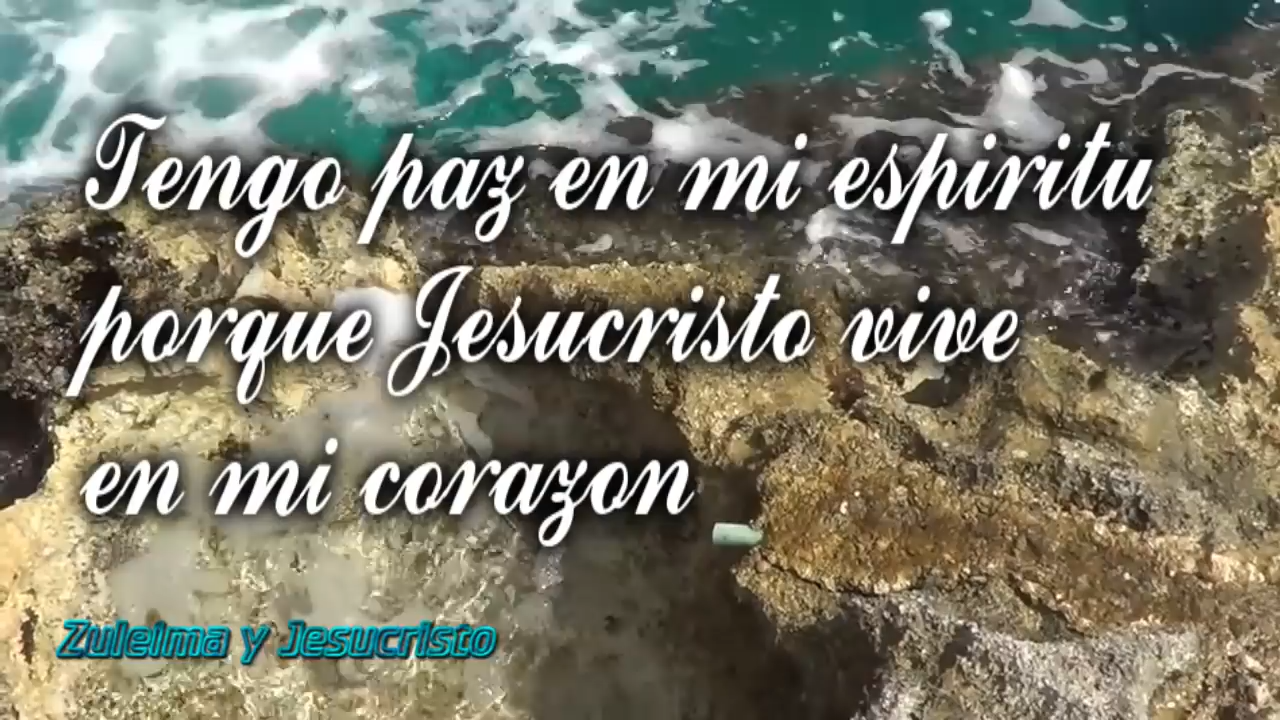 Tengo paz en mi espiritu
porque Jesucristo vive
en mi corazon
Zuleima y Jesucristo